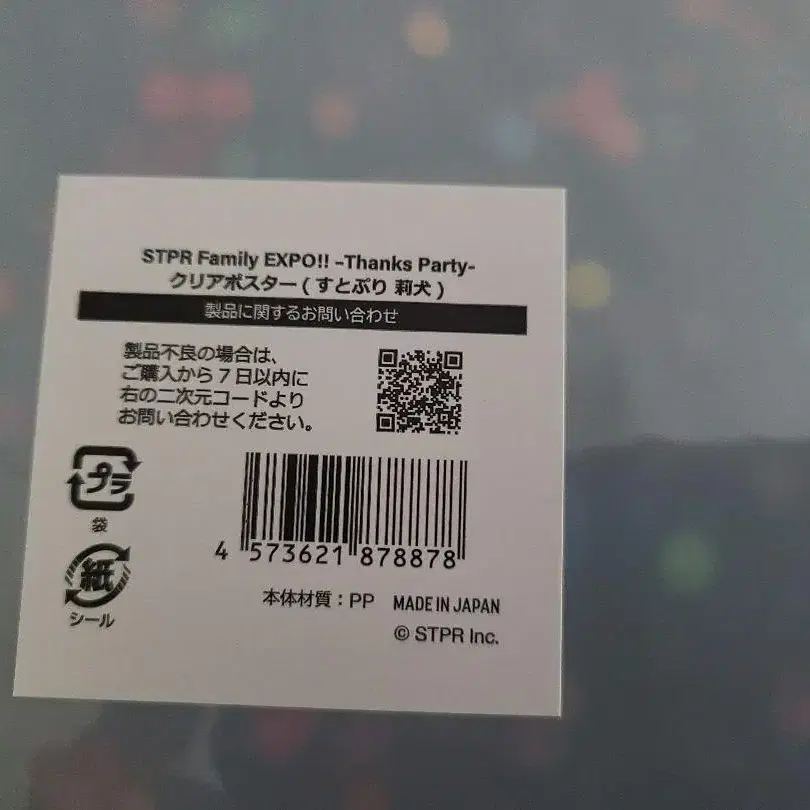 STPR Family EXPO!! -Thanks Party-
クリアポスター ( すとぷり 莉犬 )
製品に関するお問い合わせ
製品不良の場合は、
ご購入から 7 日以内に
右の二次元コードより
お問い合わせください。
プラ
袋
紙
シール
4 573621 878878
本体材質：PP MADE IN JAPAN
© STPR Inc.